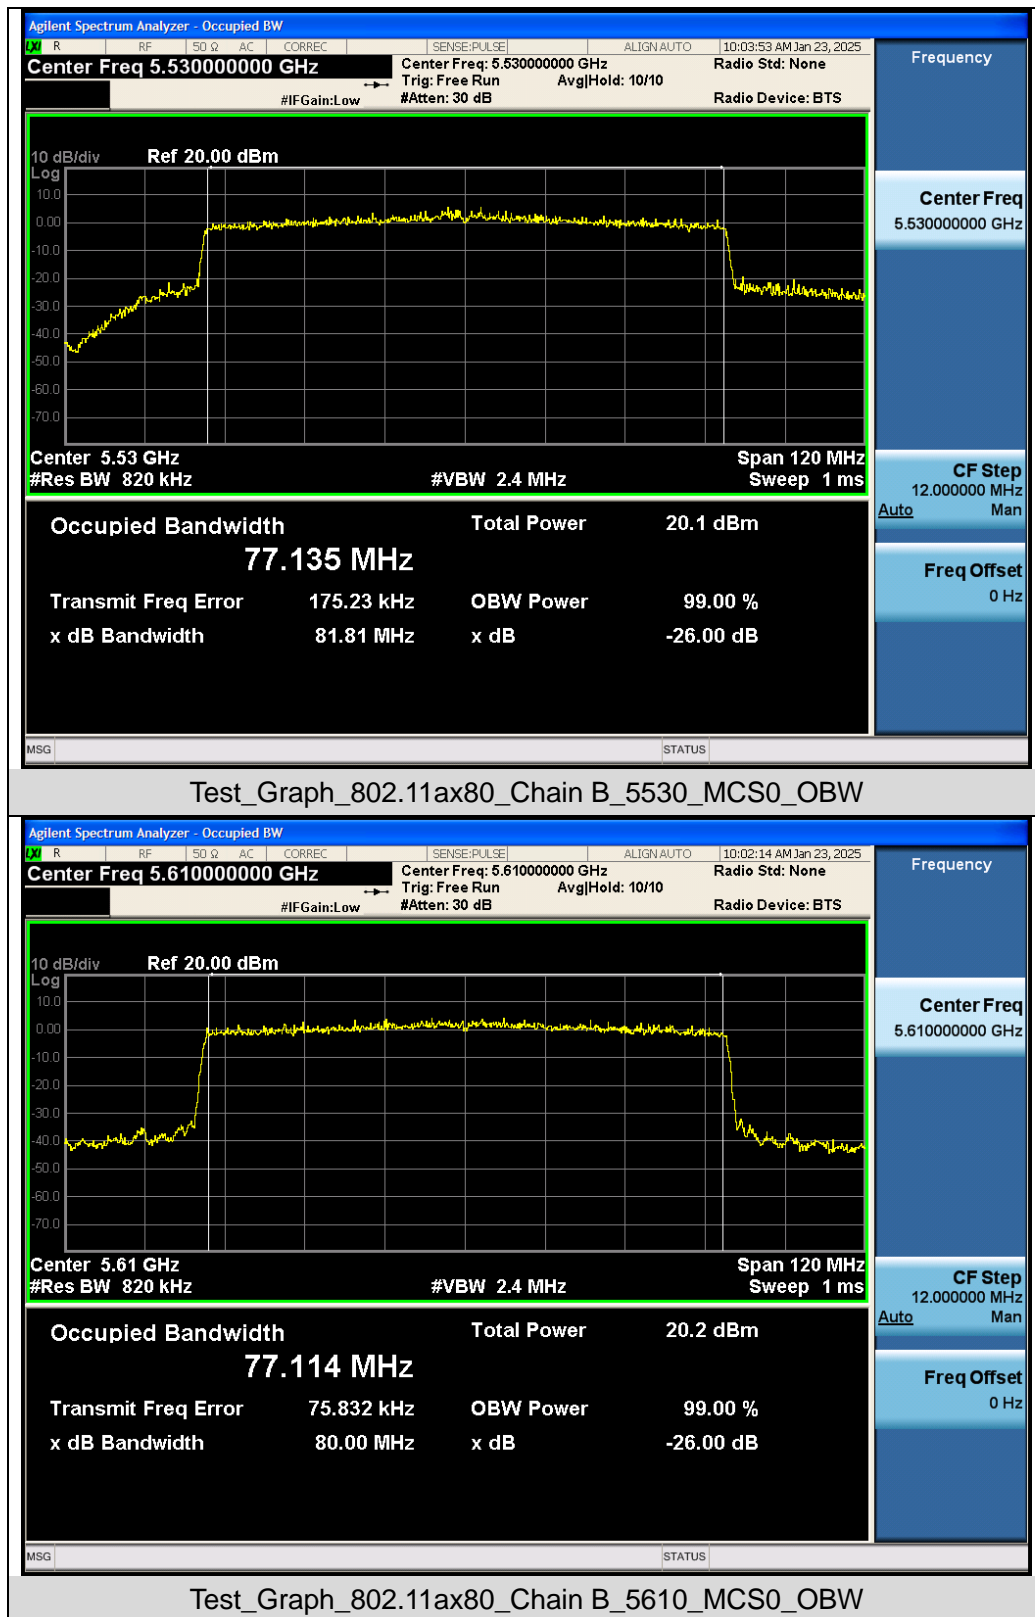 Agilent Spectrum Analyzer - Occupied BW
LXI R RF 50 Ω AC CORREC SENSE:PULSE ALIGN AUTO 10:03:53 AM Jan 23, 2025
Center Freq 5.530000000 GHz
Center Freq: 5.530000000 GHz Radio Std: None
Trig: Free Run Avg|Hold: 10/10
#IFGain:Low #Atten: 30 dB Radio Device: BTS
10 dB/div Ref 20.00 dBm
Log
10.0
0.00
-10.0
-20.0
-30.0
-40.0
-50.0
-60.0
-70.0
Center 5.53 GHz Span 120 MHz
#Res BW 820 kHz #VBW 2.4 MHz Sweep 1 ms
Occupied Bandwidth Total Power 20.1 dBm
77.135 MHz
Transmit Freq Error 175.23 kHz OBW Power 99.00 %
x dB Bandwidth 81.81 MHz x dB -26.00 dB
MSG STATUS
Frequency
Center Freq
5.530000000 GHz
CF Step
12.000000 MHz
Auto Man
Freq Offset
0 Hz
Test_Graph_802.11ax80_Chain B_5530_MCS0_OBW
Agilent Spectrum Analyzer - Occupied BW
LXI R RF 50 Ω AC CORREC SENSE:PULSE ALIGN AUTO 10:02:14 AM Jan 23, 2025
Center Freq 5.610000000 GHz
Center Freq: 5.610000000 GHz Radio Std: None
Trig: Free Run Avg|Hold: 10/10
#IFGain:Low #Atten: 30 dB Radio Device: BTS
10 dB/div Ref 20.00 dBm
Log
10.0
0.00
-10.0
-20.0
-30.0
-40.0
-50.0
-60.0
-70.0
Center 5.61 GHz Span 120 MHz
#Res BW 820 kHz #VBW 2.4 MHz Sweep 1 ms
Occupied Bandwidth Total Power 20.2 dBm
77.114 MHz
Transmit Freq Error 75.832 kHz OBW Power 99.00 %
x dB Bandwidth 80.00 MHz x dB -26.00 dB
MSG STATUS
Frequency
Center Freq
5.610000000 GHz
CF Step
12.000000 MHz
Auto Man
Freq Offset
0 Hz
Test_Graph_802.11ax80_Chain B_5610_MCS0_OBW